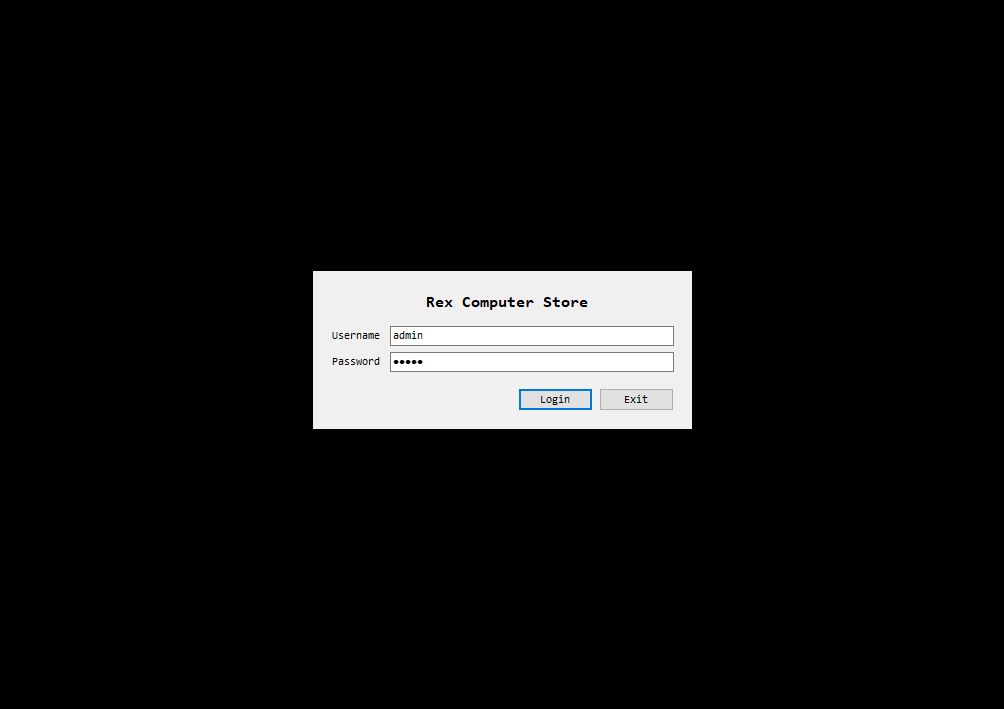 Rex Computer Store
Username admin
Password •••••
Login Exit